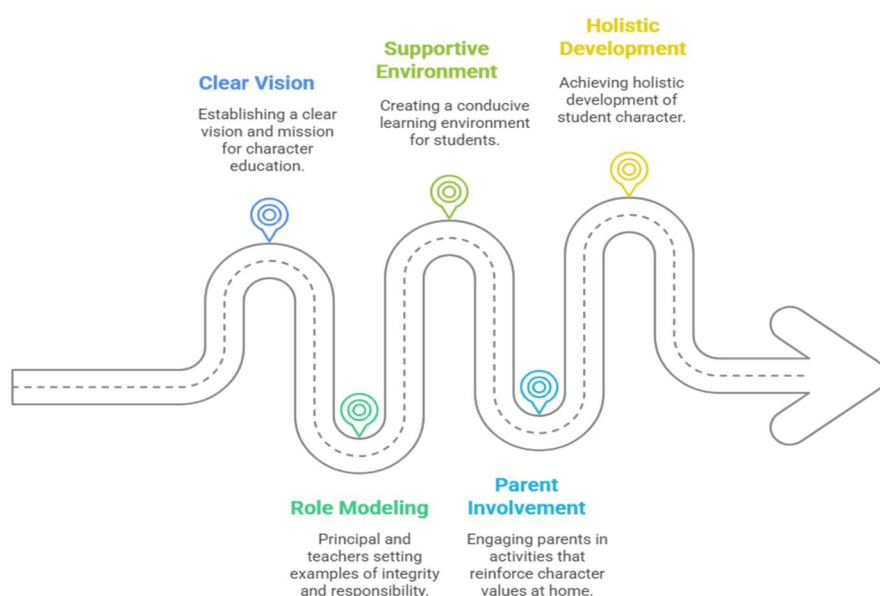 Clear Vision
Establishing a clear
vision and mission
for character
education.
Role Modeling
Principal and
teachers setting
examples of integrity
and responsibility.
Supportive
Environment
Creating a conducive
learning environment
for students.
Parent
Involvement
Engaging parents in
activities that
reinforce character
values at home.
Holistic
Development
Achieving holistic
development of
student character.